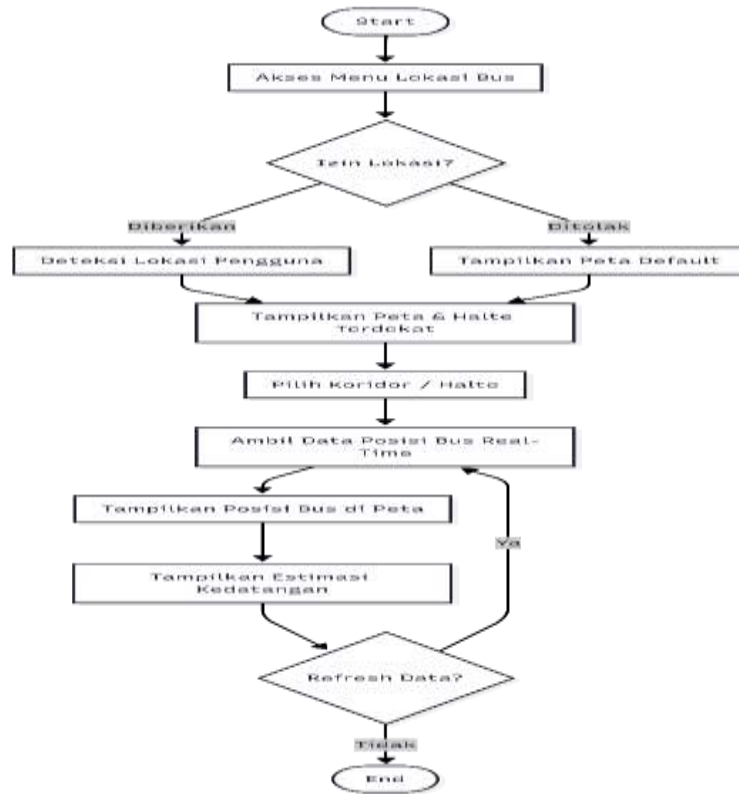 Start
Akses Menu Lokasi Bus
Izin Lokasi?
Diberikan
Ditolak
Deteksi Lokasi Pengguna
Tampilkan Peta Default
Tampilkan Peta & Halte
Terdekat
Pilih Koridor / Halte
Ambil Data Posisi Bus Real-
Time
Tampilkan Posisi Bus di Peta
Ya
Tampilkan Estimasi
Kedatangan
Refresh Data?
Tidak
End